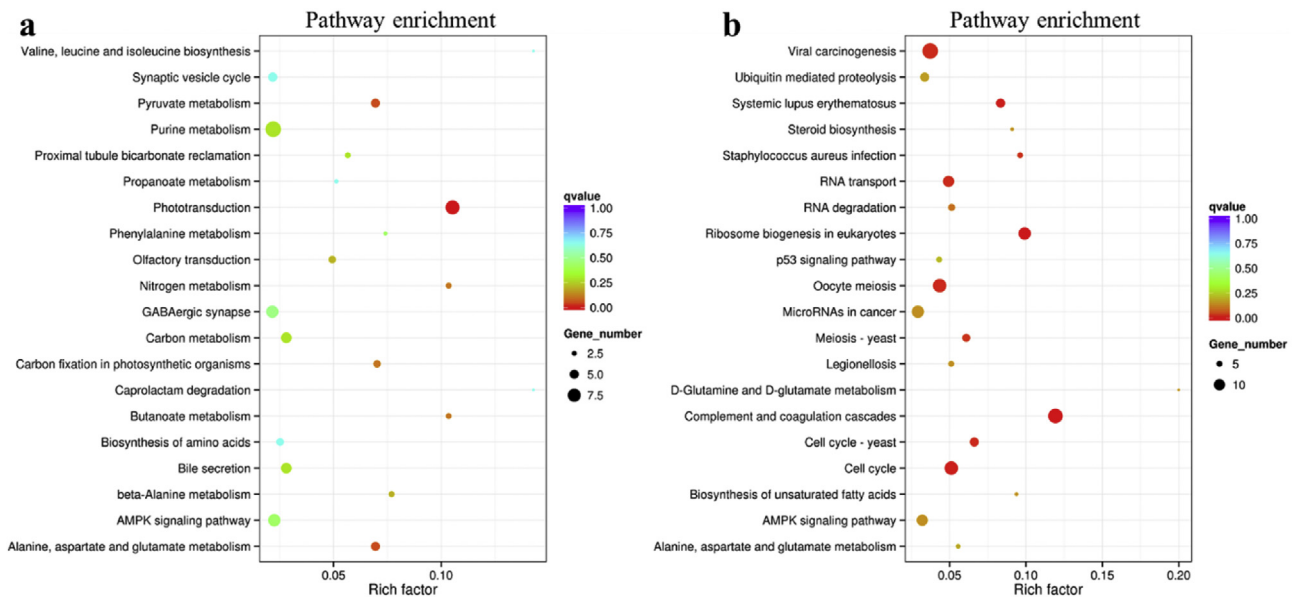 a
Pathway enrichment
Valine, leucine and isoleucine biosynthesis
Synaptic vesicle cycle
Pyruvate metabolism
Purine metabolism
Proximal tubule bicarbonate reclamation
Propanoate metabolism
Phototransduction
Phenylalanine metabolism
Olfactory transduction
Nitrogen metabolism
GABAergic synapse
Carbon metabolism
Carbon fixation in photosynthetic organisms
Caprolactam degradation
Butanoate metabolism
Biosynthesis of amino acids
Bile secretion
beta-Alanine metabolism
AMPK signaling pathway
Alanine, aspartate and glutamate metabolism
0.05 0.10
Rich factor
qvalue
1.00
0.75
0.50
0.25
0.00
Gene_number
2.5
5.0
7.5
b
Pathway enrichment
Viral carcinogenesis
Ubiquitin mediated proteolysis
Systemic lupus erythematosus
Steroid biosynthesis
Staphylococcus aureus infection
RNA transport
RNA degradation
Ribosome biogenesis in eukaryotes
p53 signaling pathway
Oocyte meiosis
MicroRNAs in cancer
Meiosis - yeast
Legionellosis
D-Glutamine and D-glutamate metabolism
Complement and coagulation cascades
Cell cycle - yeast
Cell cycle
Biosynthesis of unsaturated fatty acids
AMPK signaling pathway
Alanine, aspartate and glutamate metabolism
0.05 0.10 0.15 0.20
Rich factor
qvalue
1.00
0.75
0.50
0.25
0.00
Gene_number
5
10